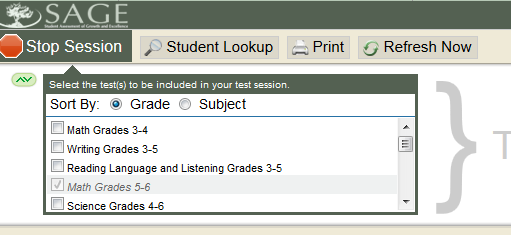 SAGE
Student Assessment of Growth and Excellence
Stop Session
Student Lookup
Print
Refresh Now
Select the test(s) to be included in your test session.
Sort By: Grade Subject
Math Grades 3-4
Writing Grades 3-5
Reading Language and Listening Grades 3-5
Math Grades 5-6
Science Grades 4-6
T